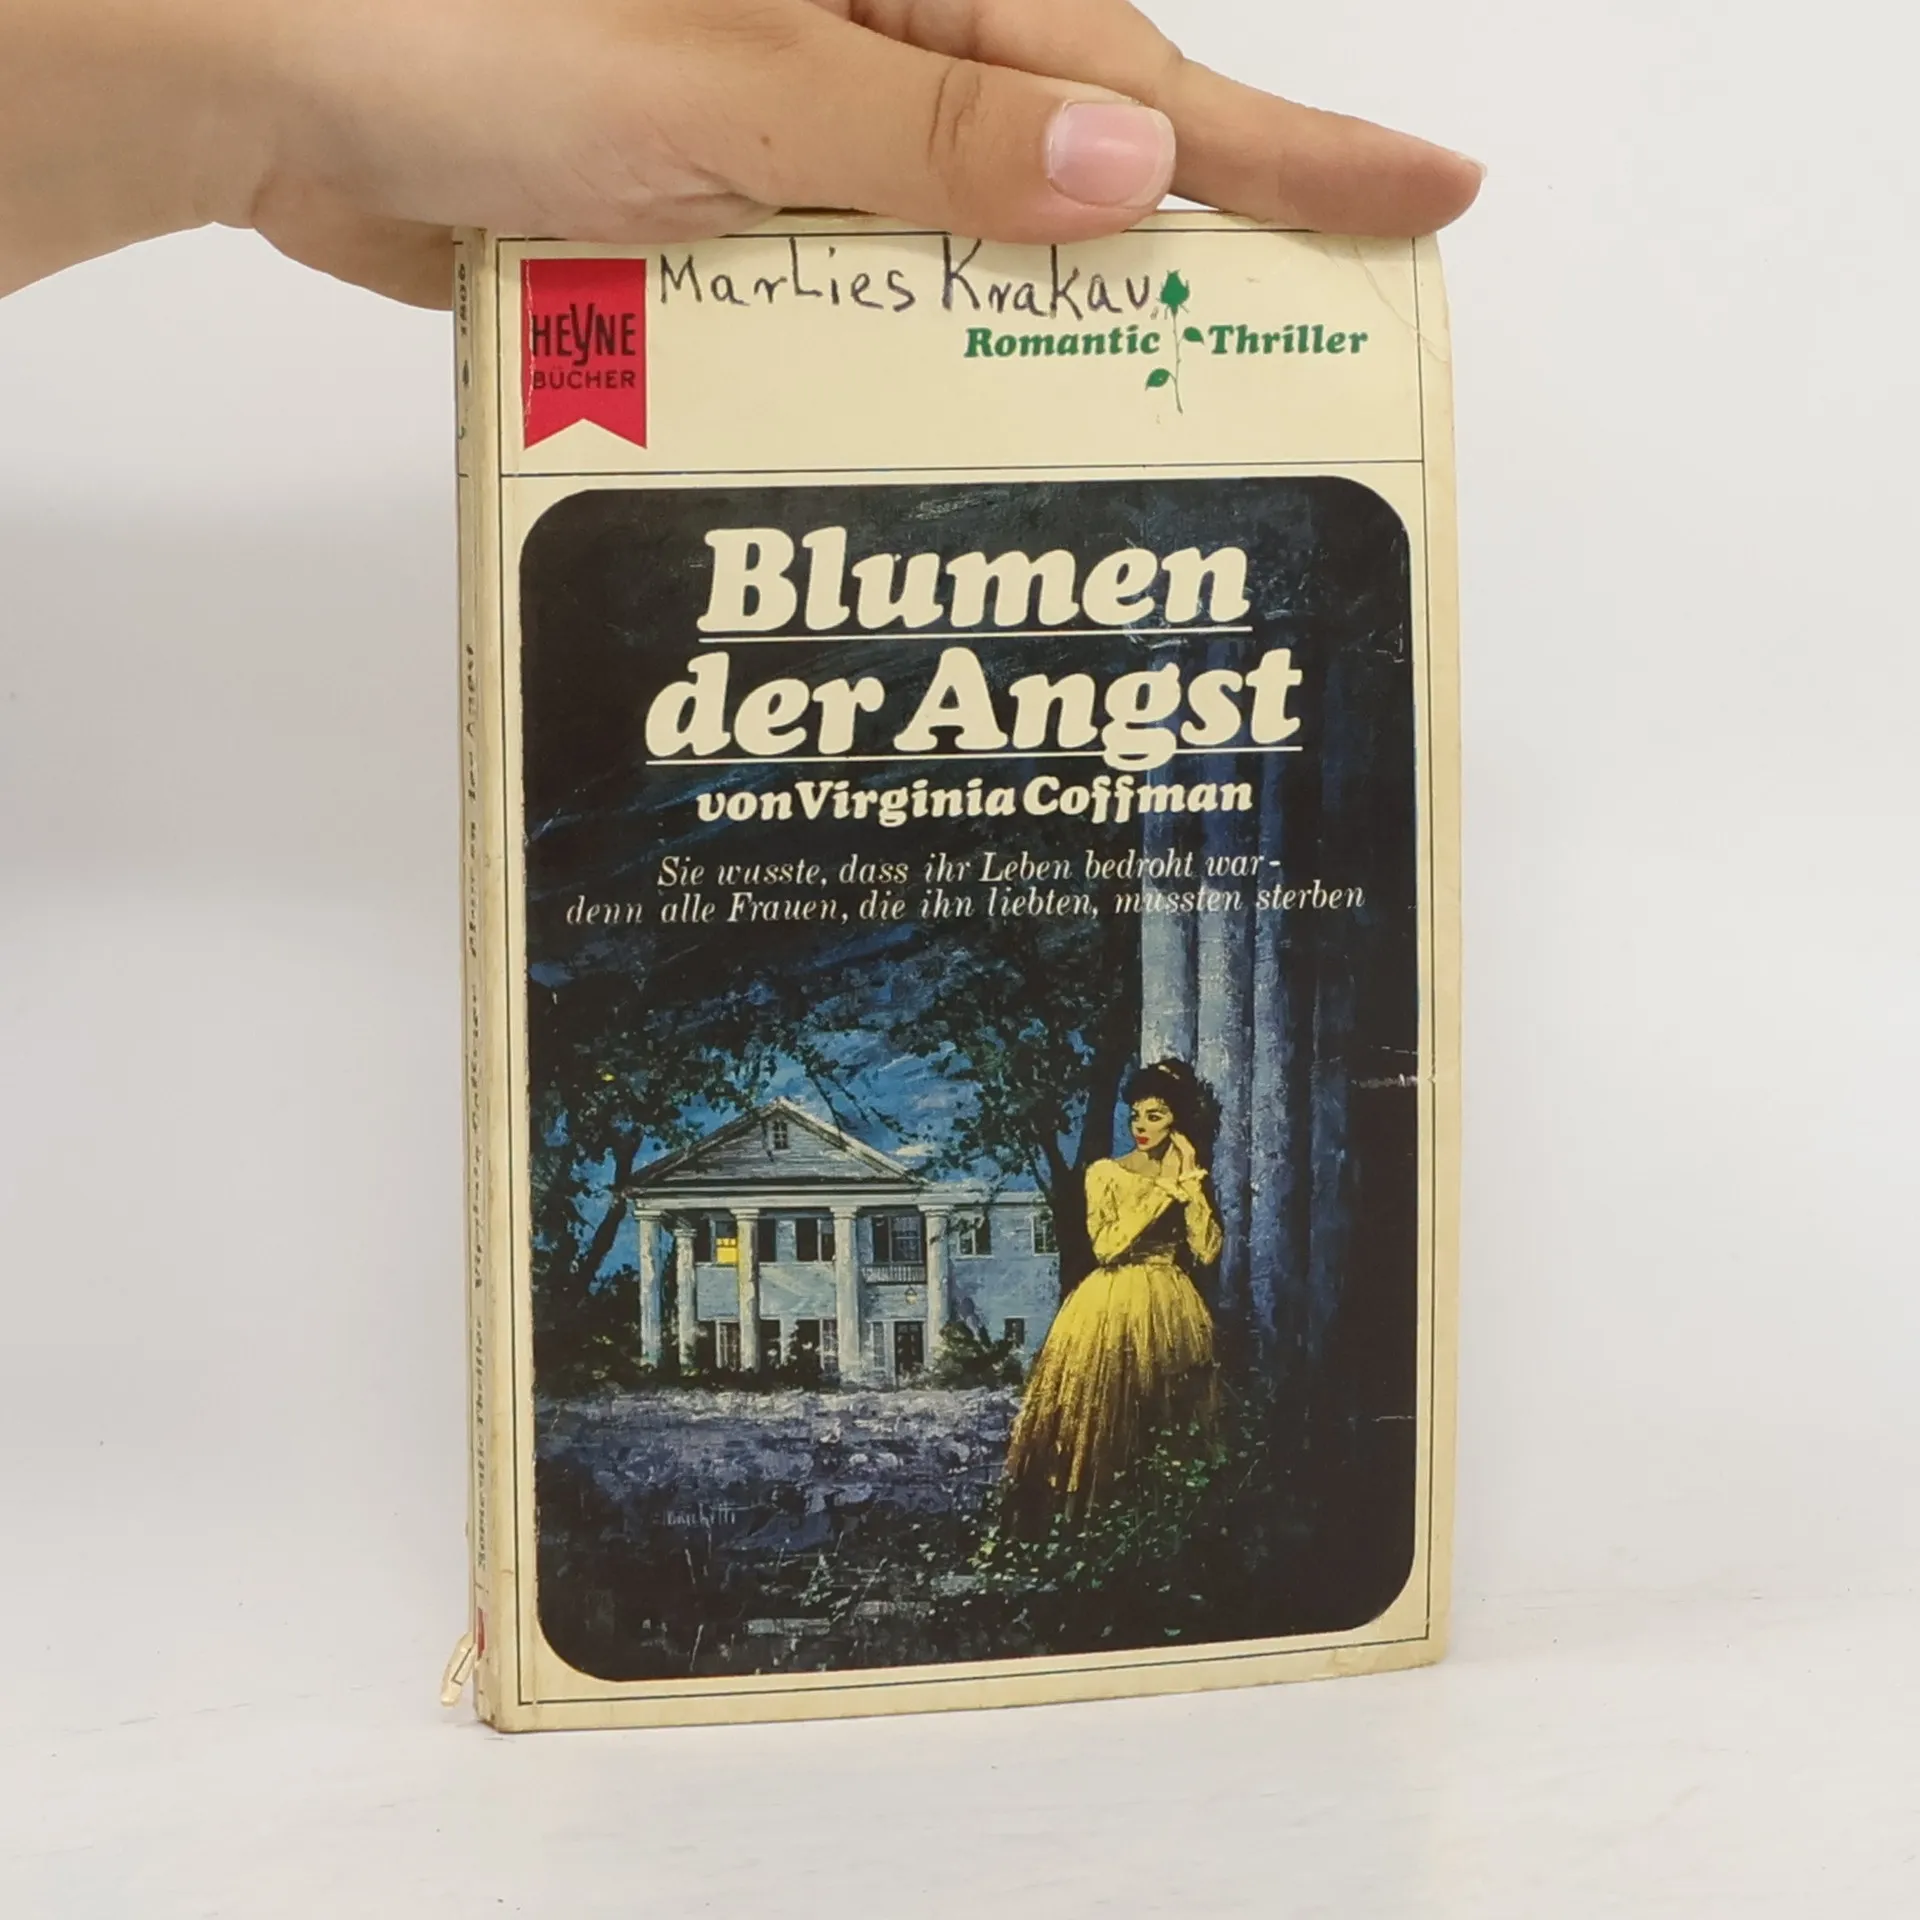 Marlies Krakau
HEYNE
BÜCHER
Romantic Thriller
Blumen
der Angst
von Virginia Coffman
Sie wusste, dass ihr Leben bedroht war-
denn alle Frauen, die ihn liebten, mussten sterben